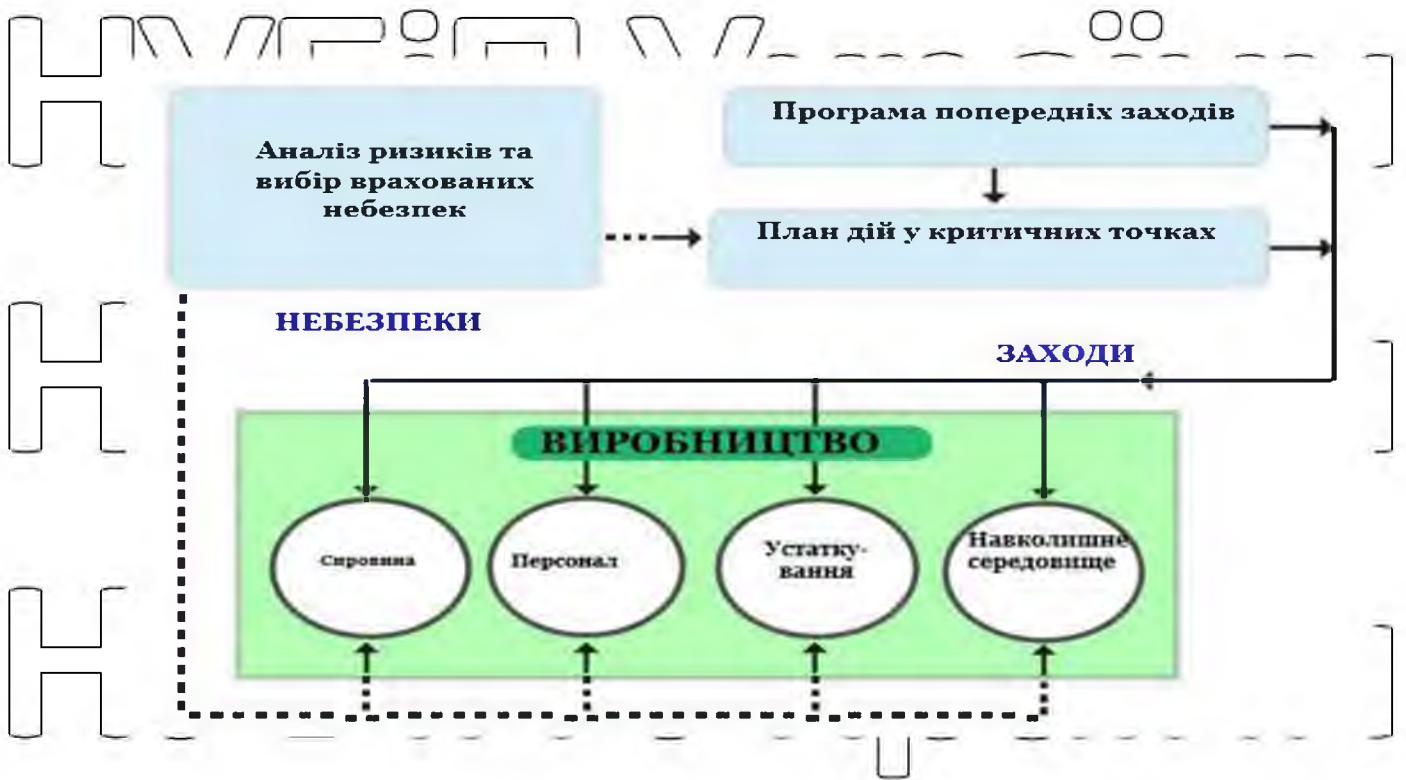 Програма попередніх заходів
Аналіз ризиків та
вибір врахованих
небезпек
План дій у критичних точках
НЕБЕЗПЕКИ
ЗАХОДИ
ВИРОБНИЦТВО
Сировина
Персонал
Устатку-
вання
Навколишнє
середовище